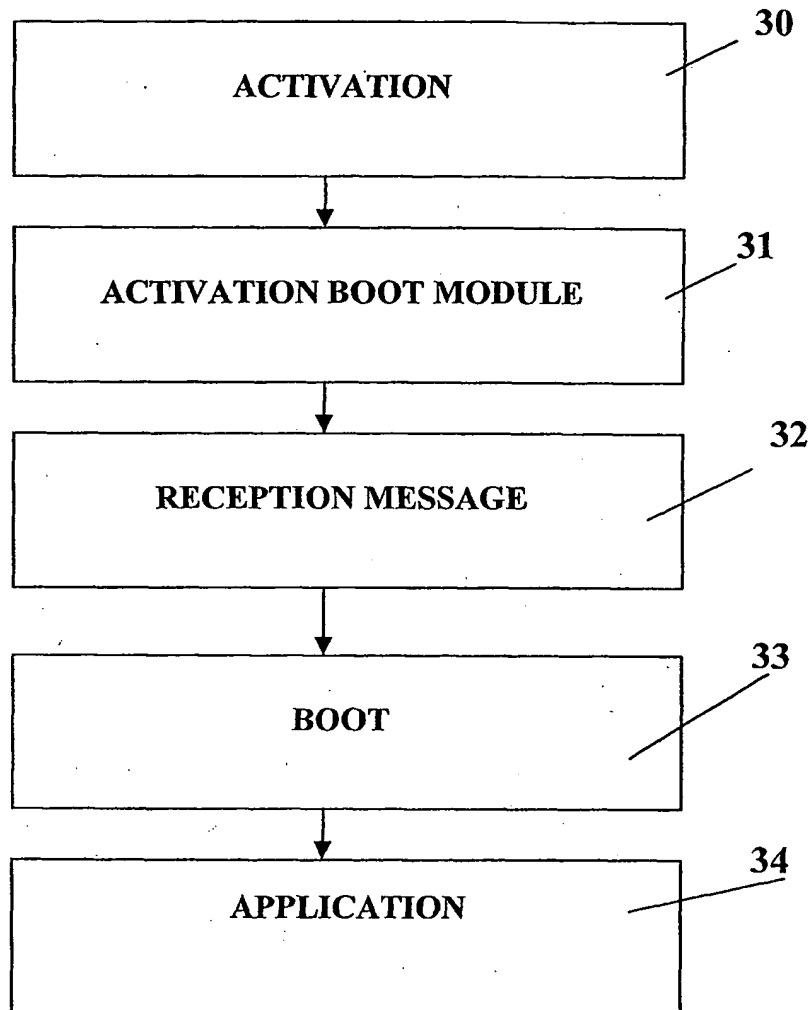 30
ACTIVATION
31
ACTIVATION BOOT MODULE
32
RECEPTION MESSAGE
33
BOOT
34
APPLICATION